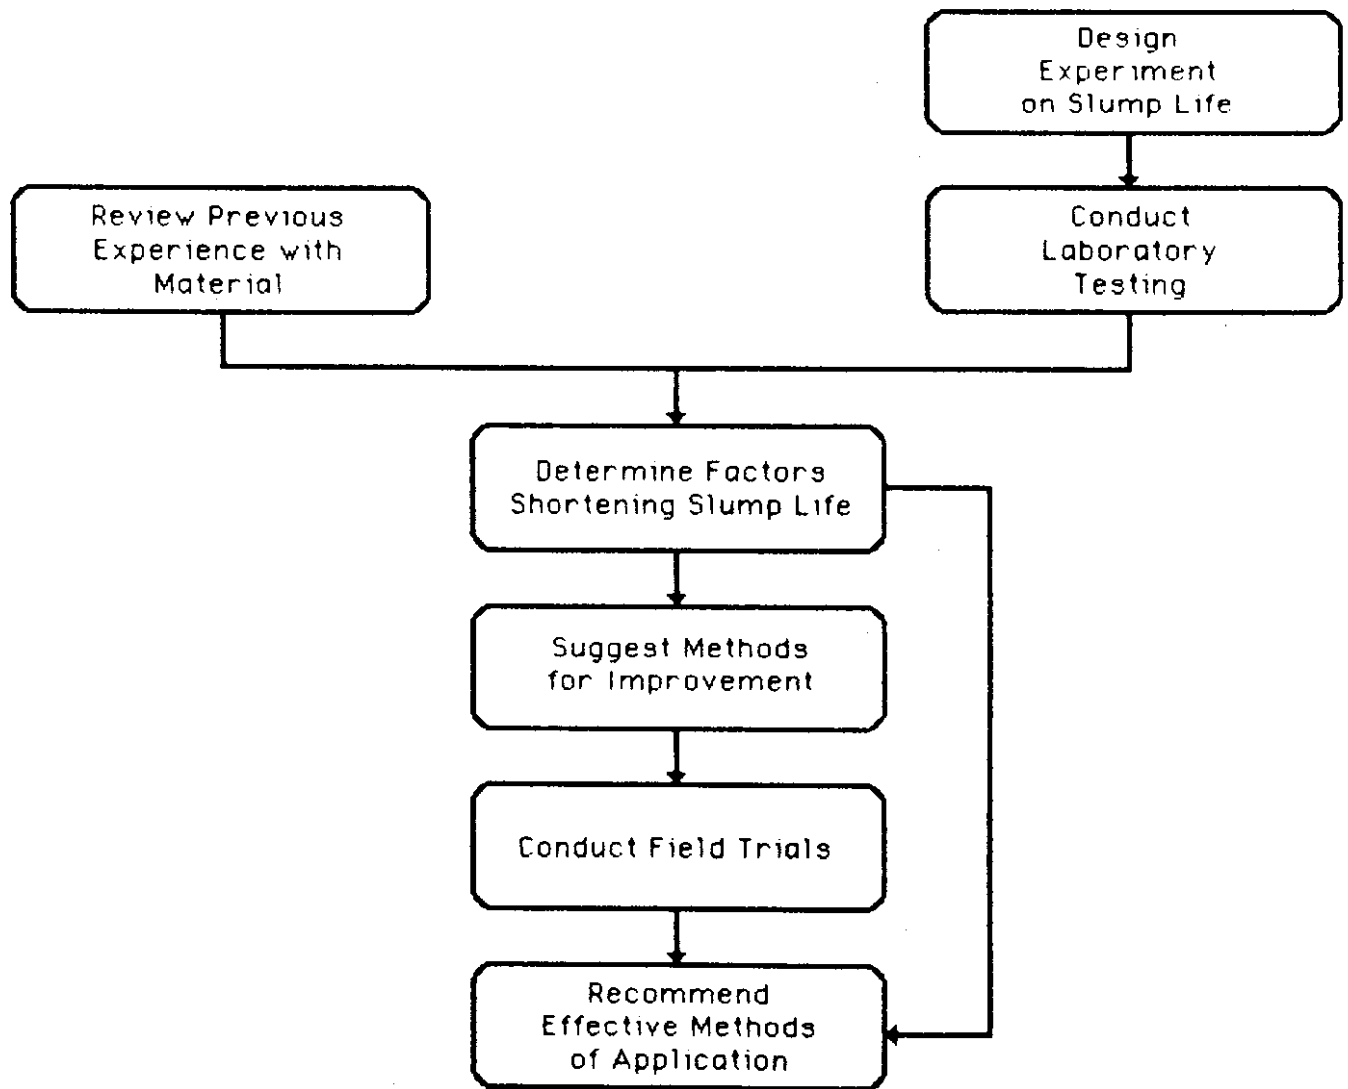 Design
Experiment
on Slump Life
Review Previous
Experience with
Material
Conduct
Laboratory
Testing
Determine Factors
Shortening Slump Life
Suggest Methods
for Improvement
Conduct Field Trials
Recommend
Effective Methods
of Application